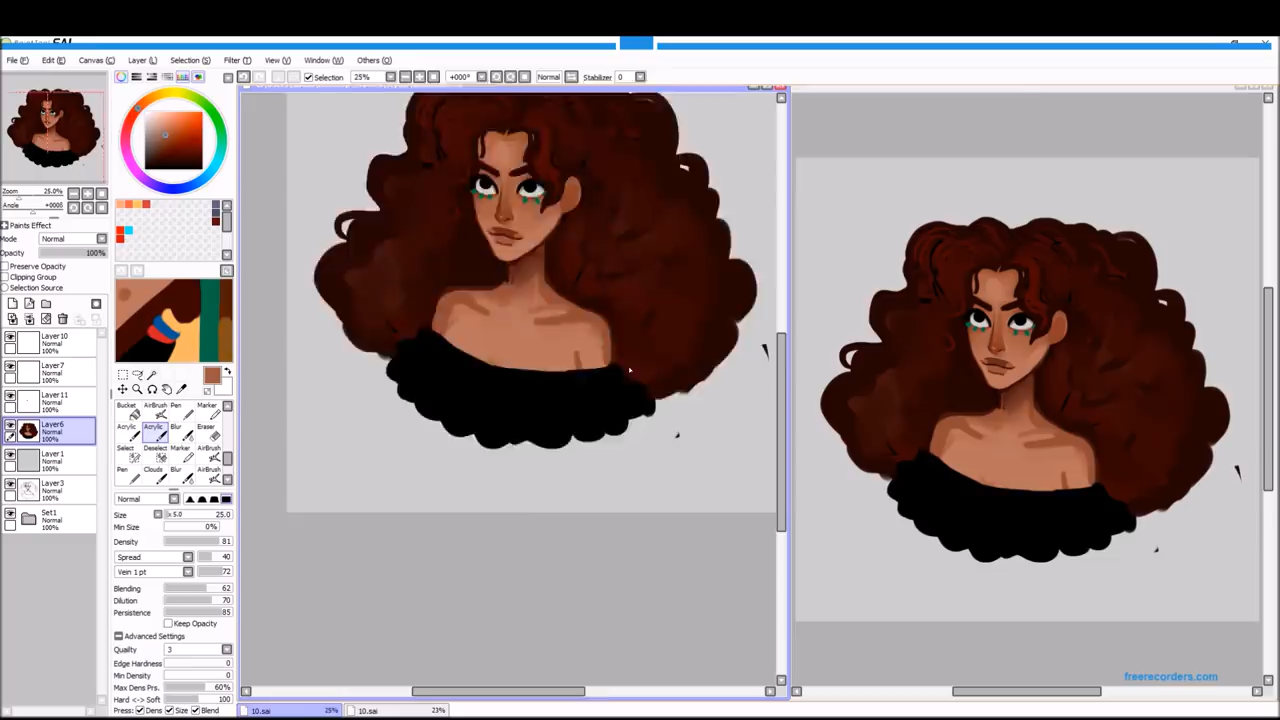 SAI
File (F) Edit (E) Canvas (C) Layer (L) Selection (S) Filter (T) View (V) Window (W) Others (O)
Selection 25% +000° Normal Stabilizer 0
Zoom 25.0%
Angle
Paints Effect
Mode Normal
Opacity 100%
Preserve Opacity
Clipping Group
Selection Source
Layer10
Normal
100%
Layer7
Normal
100%
Layer11
Normal
100%
Layer6
Normal
100%
Layer1
Normal
100%
Layer3
Normal
100%
Set1
Normal
100%
Bucket AirBrush Pen Marker
Acrylic Acrylic Blur Eraser
Select Deselect Marker AirBrush
Pen Clouds Blur AirBrush
Normal
Size x 5.0 25.0
Min Size 0%
Density 81
Spread 40
Vein 1 pt 72
Blending 62
Dilution 70
Persistence 85
Keep Opacity
Advanced Settings
Quailty 3
Edge Hardness 0
Min Density 0
Max Dens Prs. 60%
Hard <-> Soft 100
Press: Dens Size Blend
10.sai 25% 10.sai 23%
freerecorders.com